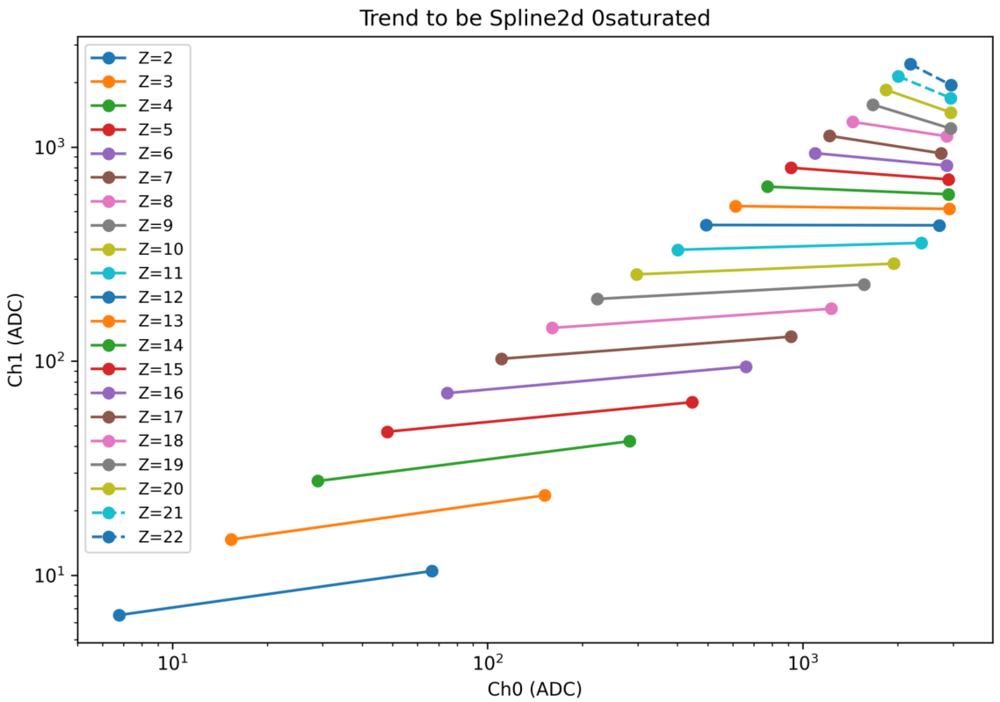 Trend to be Spline2d 0saturated
Z=2
Z=3
Z=4
Z=5
Z=6
Z=7
Z=8
Z=9
Z=10
Z=11
Z=12
Z=13
Z=14
Z=15
Z=16
Z=17
Z=18
Z=19
Z=20
Z=21
Z=22
Ch1 (ADC)
10³
10²
10¹
10¹ 10² 10³
Ch0 (ADC)